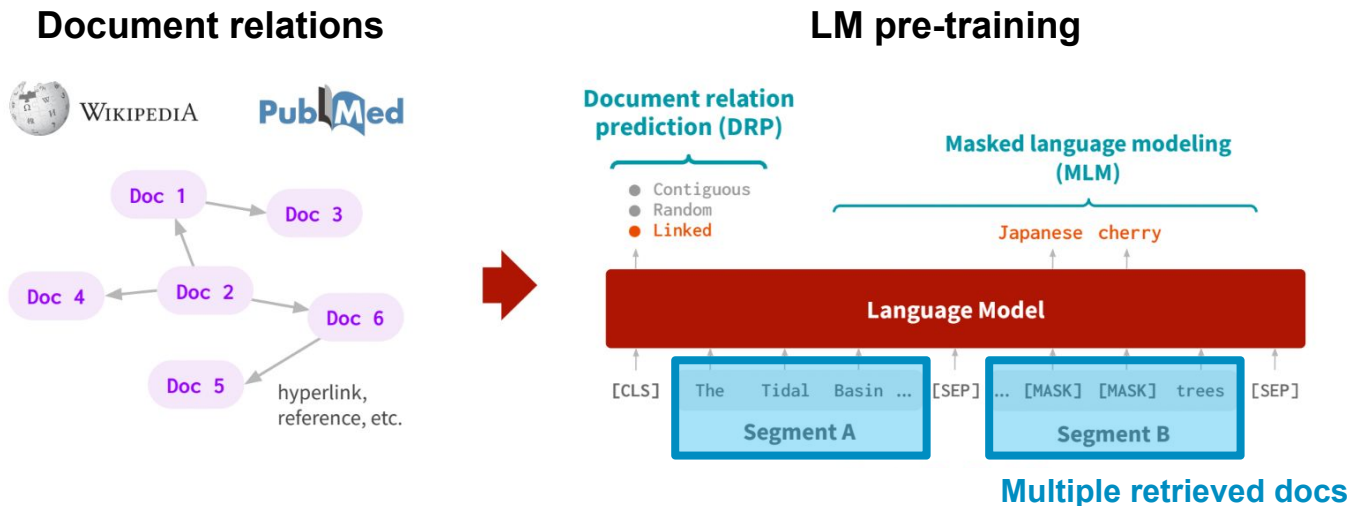 Document relations
WIKIPEDIA
PubMed
Doc 1
Doc 3
Doc 2
Doc 4
Doc 6
Doc 5
hyperlink,
reference, etc.
LM pre-training
Document relation
prediction (DRP)
Contiguous
Random
Linked
Masked language modeling
(MLM)
Japanese cherry
Language Model
[CLS] The Tidal Basin ... [SEP] ... [MASK] [MASK] trees [SEP]
Segment A Segment B
Multiple retrieved docs